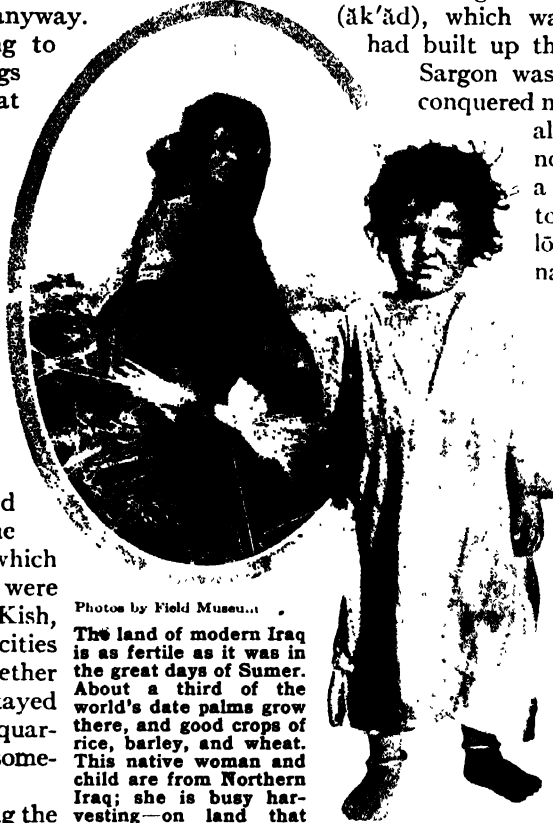 anyway.
ng to
gs
at
(ăk′ăd), which wa
had built up th
Sargon was
conquered m
al
no
a
to
lō
na
d
which
were
Kish,
cities
ether
tayed
quar-
some-
ng the
Photos by Field Museum
The land of modern Iraq
is as fertile as it was in
the great days of Sumer.
About a third of the
world's date palms grow
there, and good crops of
rice, barley, and wheat.
This native woman and
child are from Northern
Iraq; she is busy har-
vesting—on land that